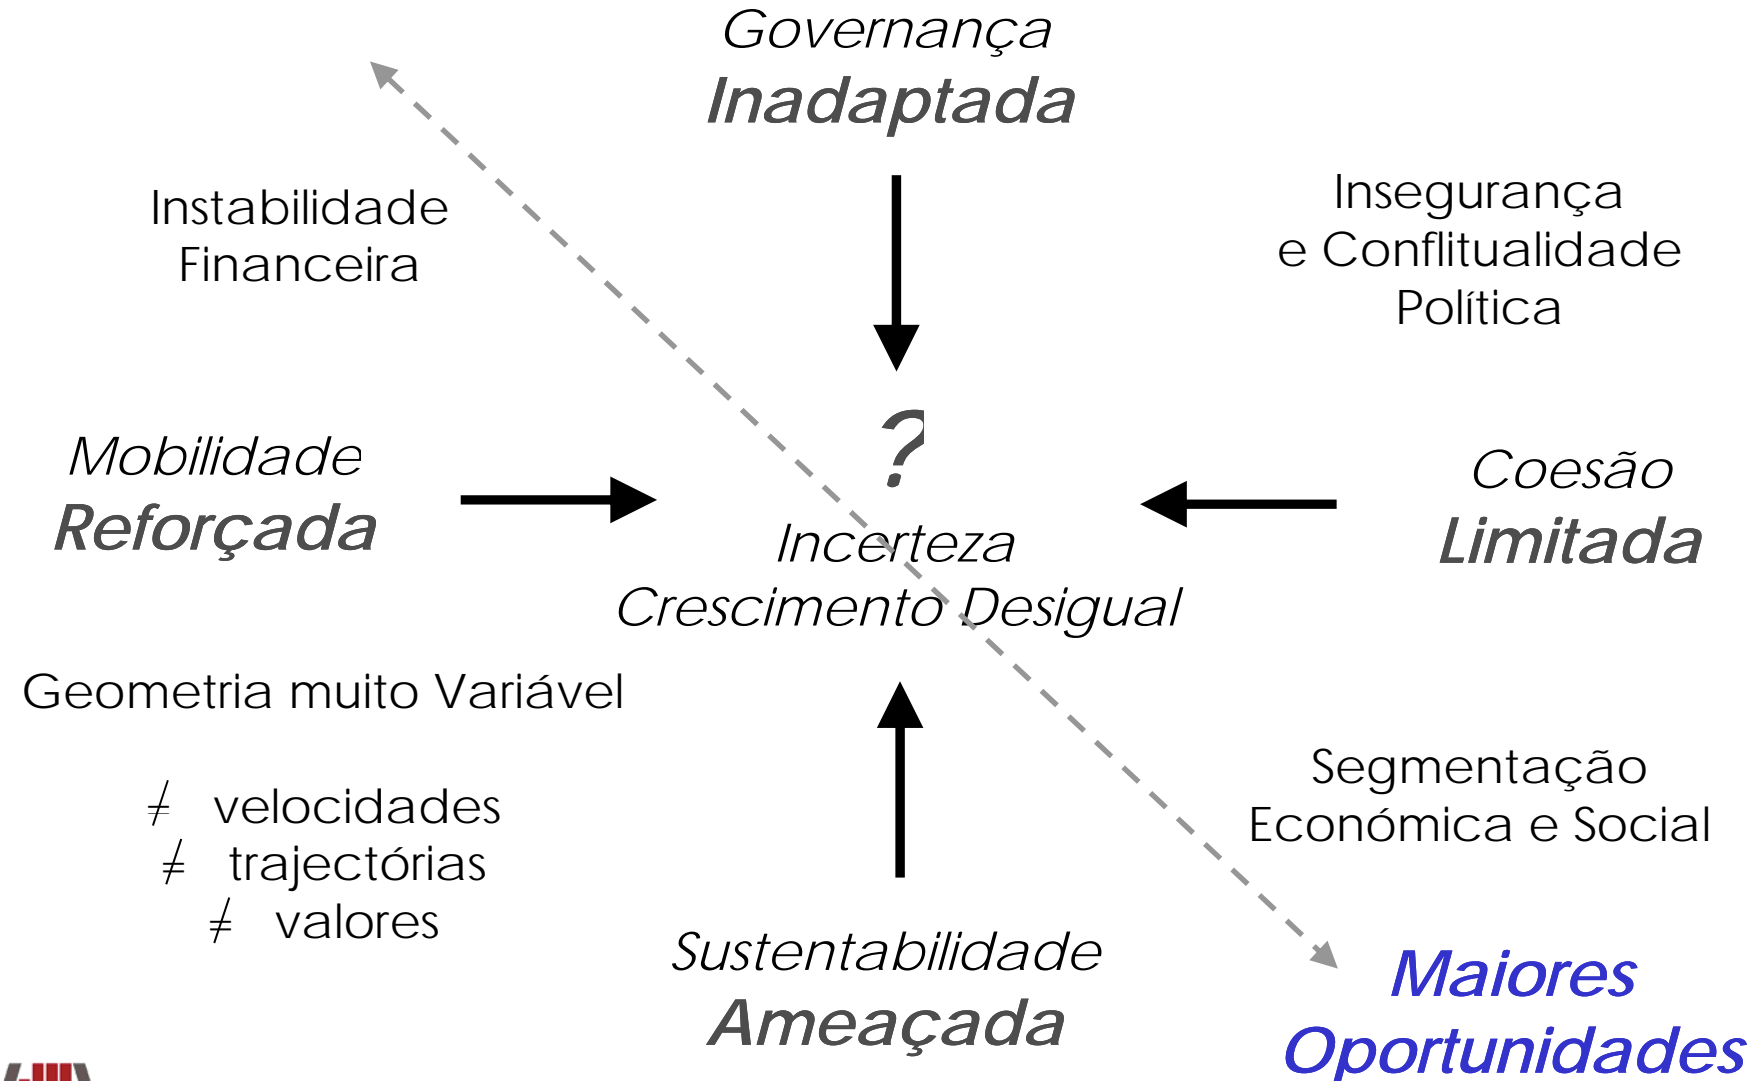 Governança
Inadaptada
Instabilidade
Financeira
Insegurança
e Conflitualidade
Política
?
Mobilidade
Reforçada
Coesão
Limitada
Incerteza
Crescimento Desigual
Geometria muito Variável
≠ velocidades
≠ trajectórias
≠ valores
Segmentação
Económica e Social
Sustentabilidade
Ameaçada
Maiores
Oportunidades